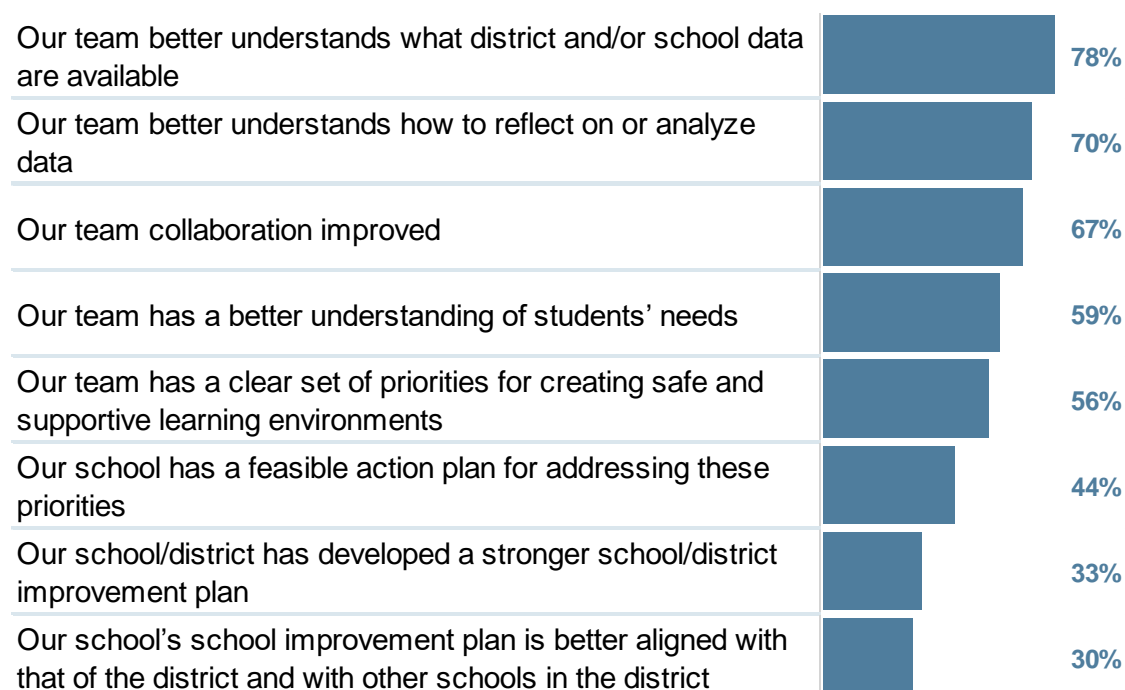 Our team better understands what district and/or school data
are available
78%
Our team better understands how to reflect on or analyze
data
70%
Our team collaboration improved
67%
Our team has a better understanding of students’ needs
59%
Our team has a clear set of priorities for creating safe and
supportive learning environments
56%
Our school has a feasible action plan for addressing these
priorities
44%
Our school/district has developed a stronger school/district
improvement plan
33%
Our school’s school improvement plan is better aligned with
that of the district and with other schools in the district
30%